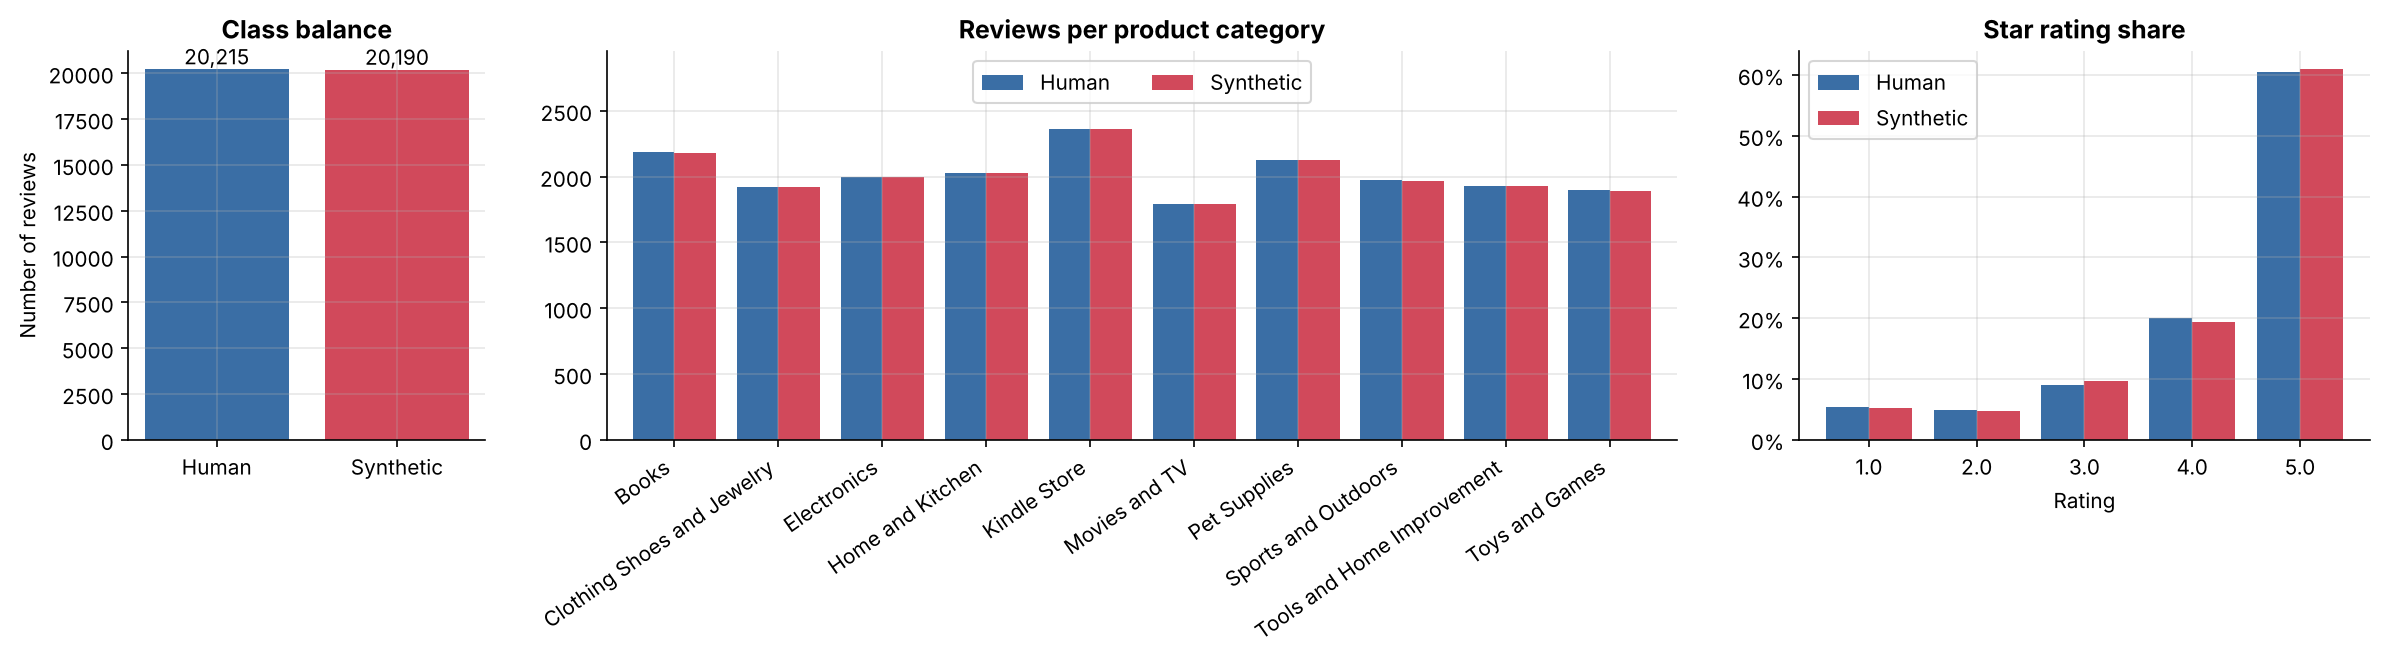 Class balance
20,215
20,190
20000
17500
15000
12500
10000
7500
5000
2500
0
Number of reviews
Human
Synthetic
Reviews per product category
Human
Synthetic
2500
2000
1500
1000
500
0
Books
Clothing Shoes and Jewelry
Electronics
Home and Kitchen
Kindle Store
Movies and TV
Pet Supplies
Sports and Outdoors
Tools and Home Improvement
Toys and Games
Star rating share
Human
Synthetic
60%
50%
40%
30%
20%
10%
0%
1.0
2.0
3.0
4.0
5.0
Rating